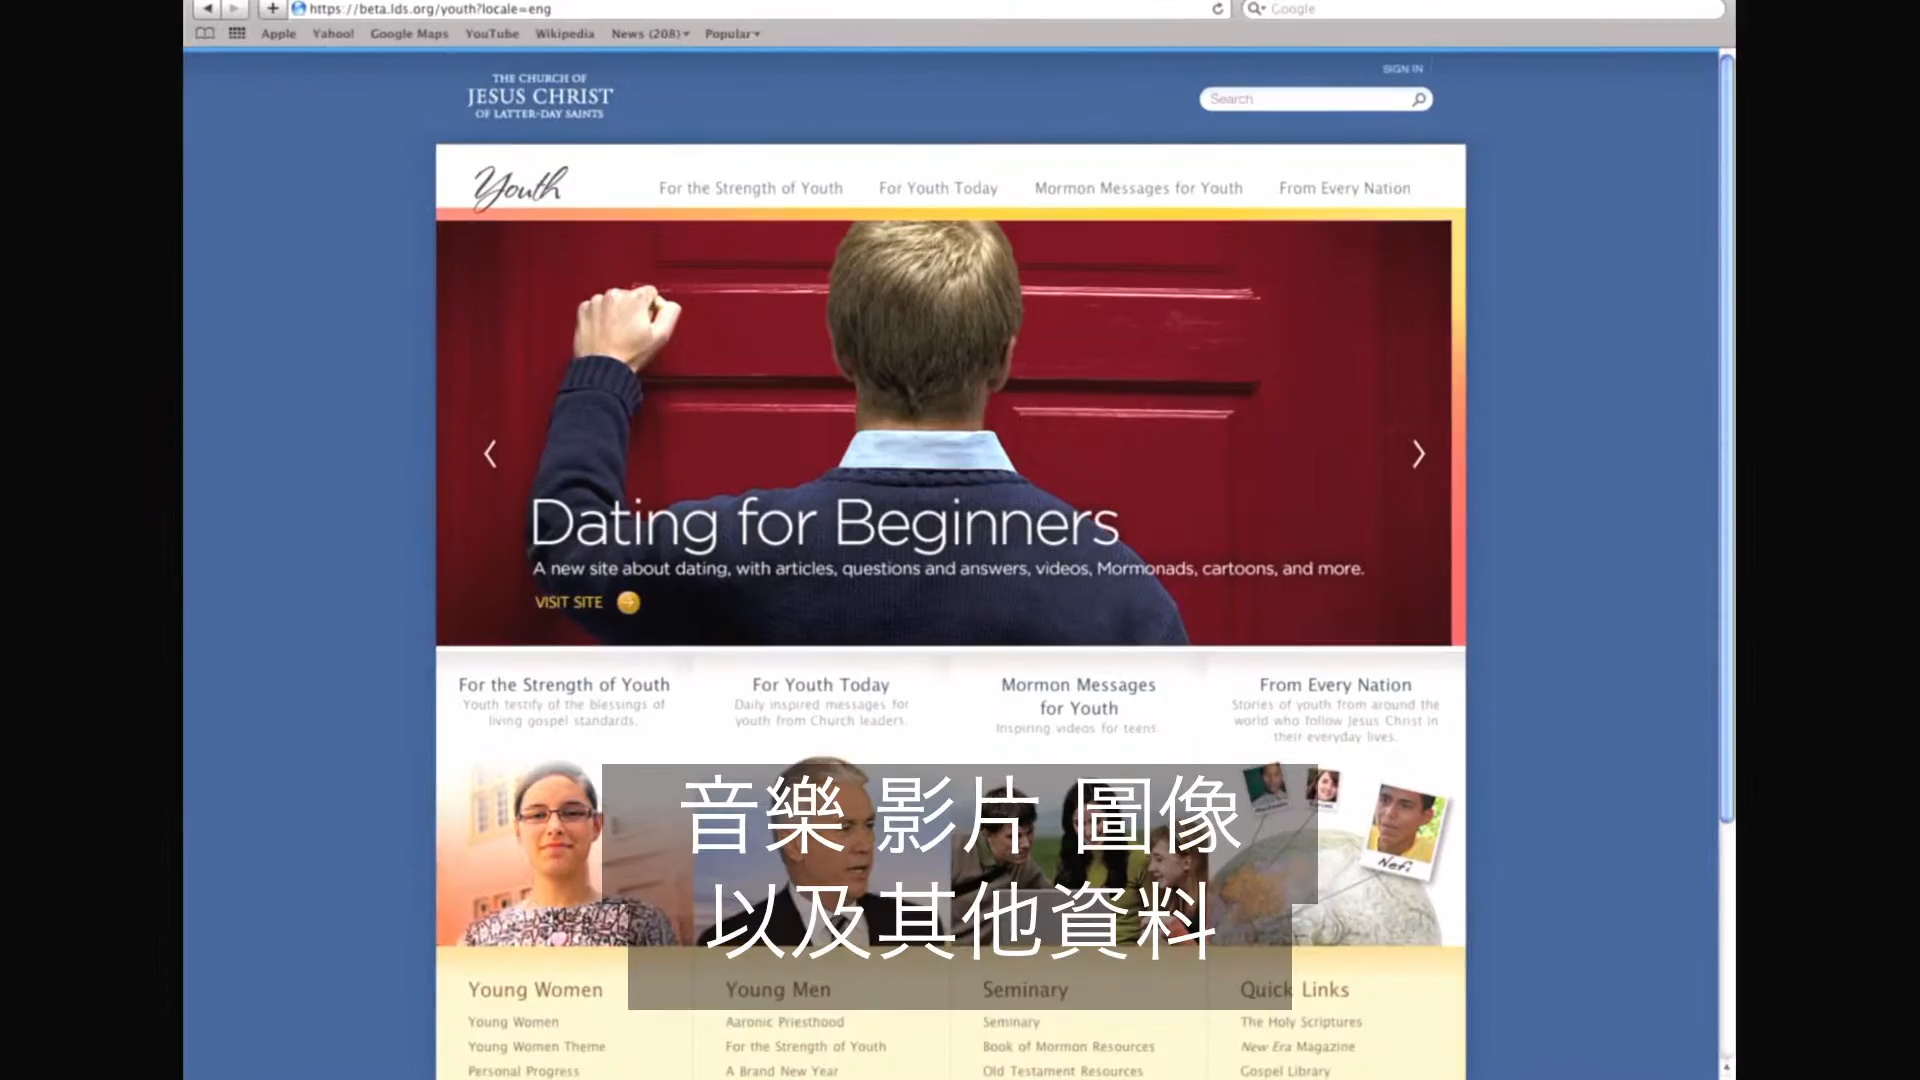 https://beta.lds.org/youth?locale=eng
Google
Apple Yahoo! Google Maps YouTube Wikipedia News (208) Popular
SIGN IN
THE CHURCH OF
JESUS CHRIST
OF LATTER-DAY SAINTS
Search
Youth
For the Strength of Youth For Youth Today Mormon Messages for Youth From Every Nation
Dating for Beginners
A new site about dating, with articles, questions and answers, videos, Mormonads, cartoons, and more.
VISIT SITE
For the Strength of Youth
Youth testify of the blessings of
living gospel standards.
For Youth Today
Daily inspired messages for
youth from Church leaders.
Mormon Messages
for Youth
Inspiring videos for teens
From Every Nation
Stories of youth from around the
world who follow Jesus Christ in
their everyday lives.
Nefi
音樂 影片 圖像
以及其他資料
Young Women
Young Women
Young Women Theme
Personal Progress
Young Men
Aaronic Priesthood
For the Strength of Youth
A Brand New Year
Seminary
Seminary
Book of Mormon Resources
Old Testament Resources
Quick Links
The Holy Scriptures
New Era Magazine
Gospel Library